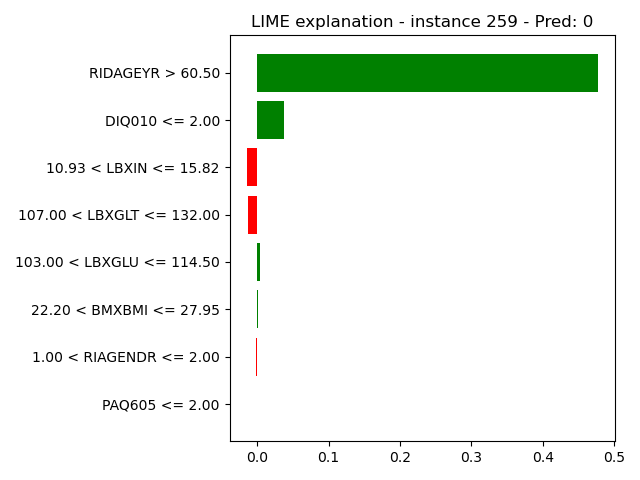 LIME explanation - instance 259 - Pred: 0
RIDAGEYR > 60.50
DIQ010 <= 2.00
10.93 < LBXIN <= 15.82
107.00 < LBXGLT <= 132.00
103.00 < LBXGLU <= 114.50
22.20 < BMXBMI <= 27.95
1.00 < RIAGENDR <= 2.00
PAQ605 <= 2.00
0.0 0.1 0.2 0.3 0.4 0.5